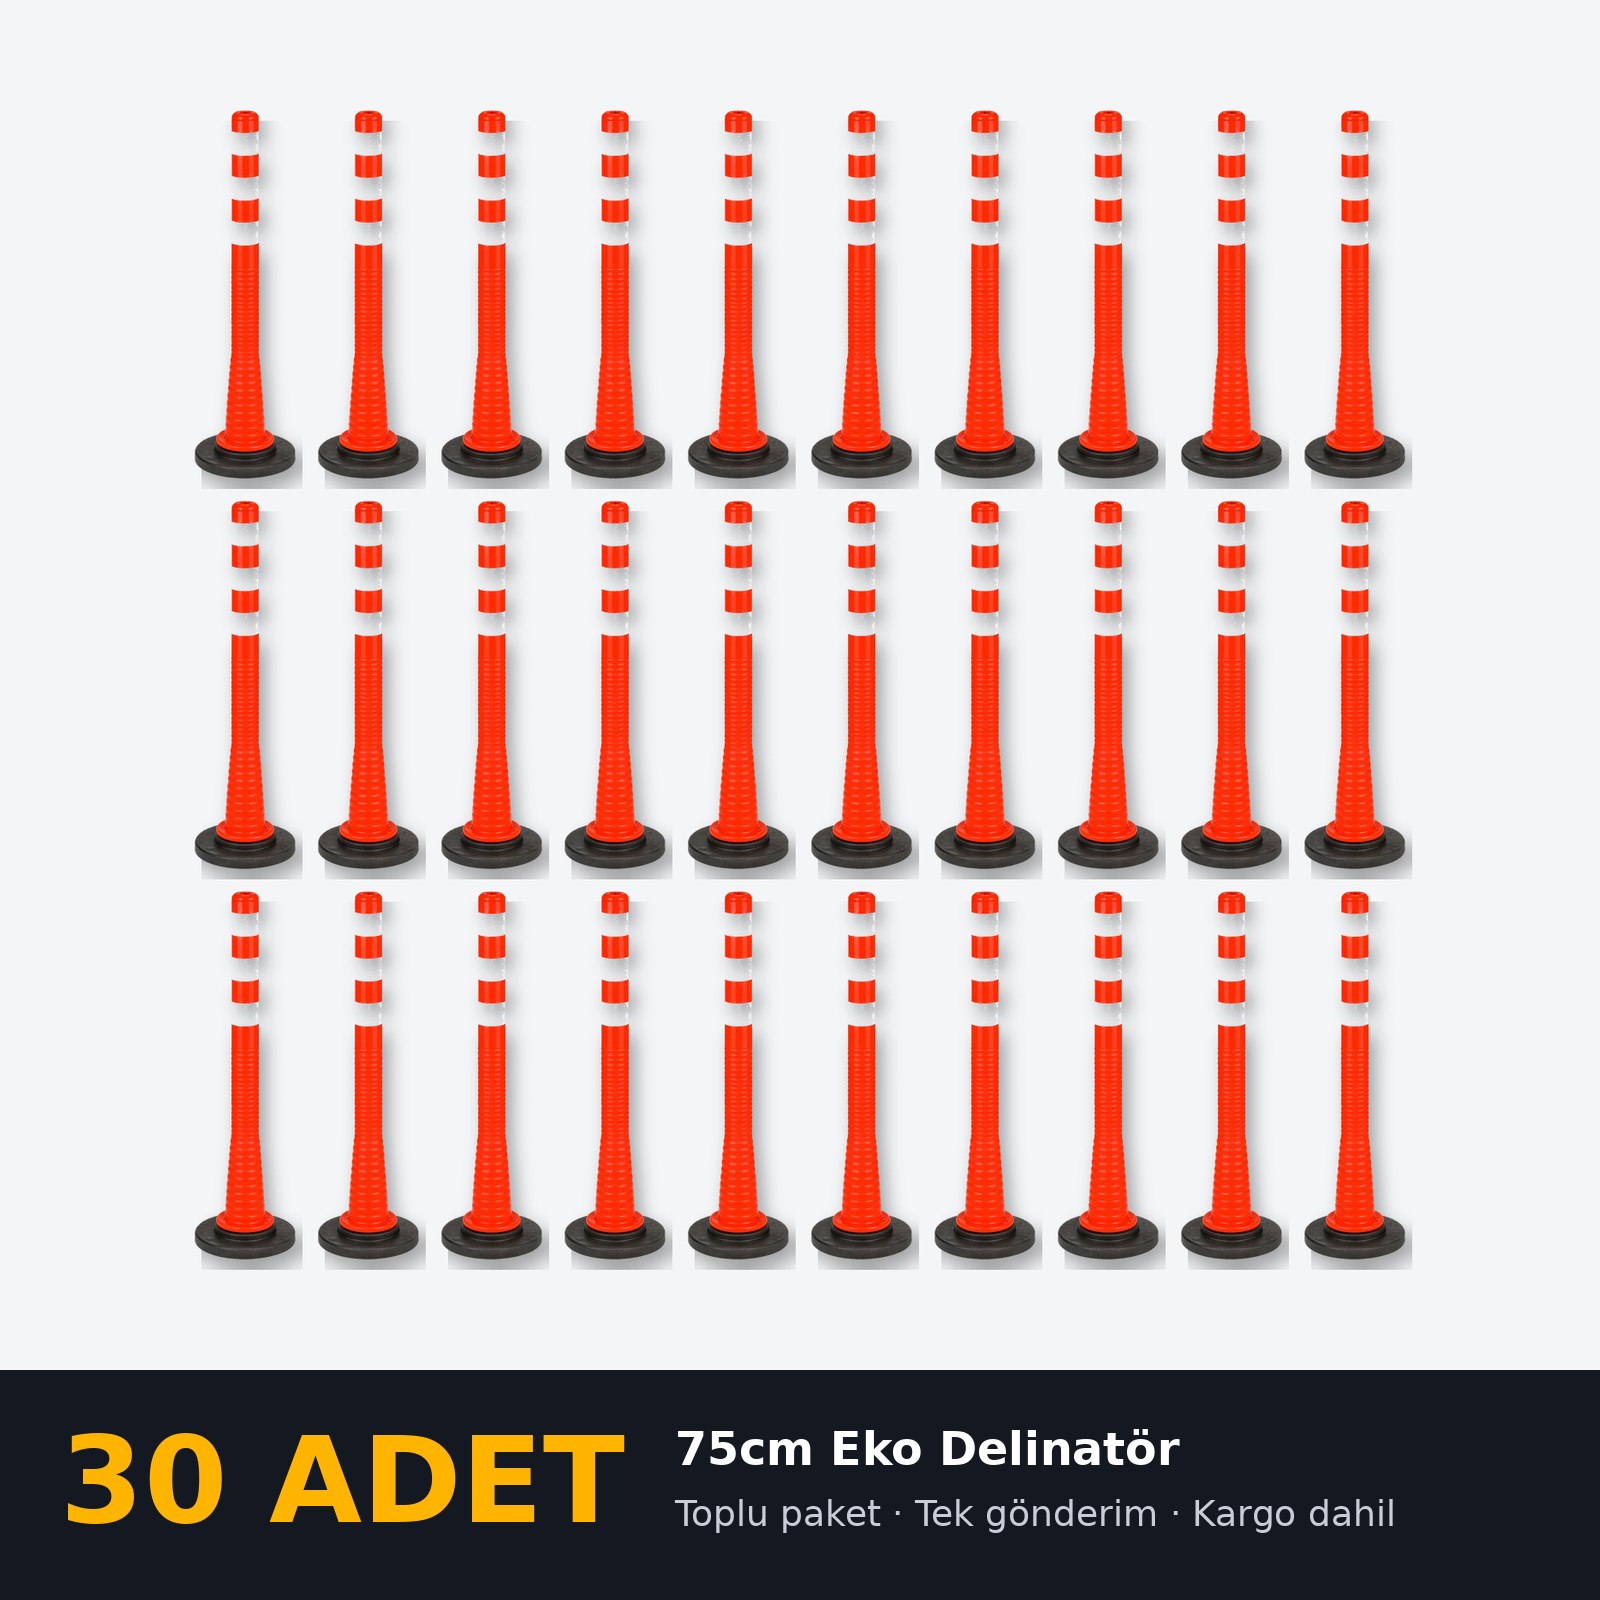 30 ADET
75cm Eko Delinatör
Toplu paket · Tek gönderim · Kargo dahil